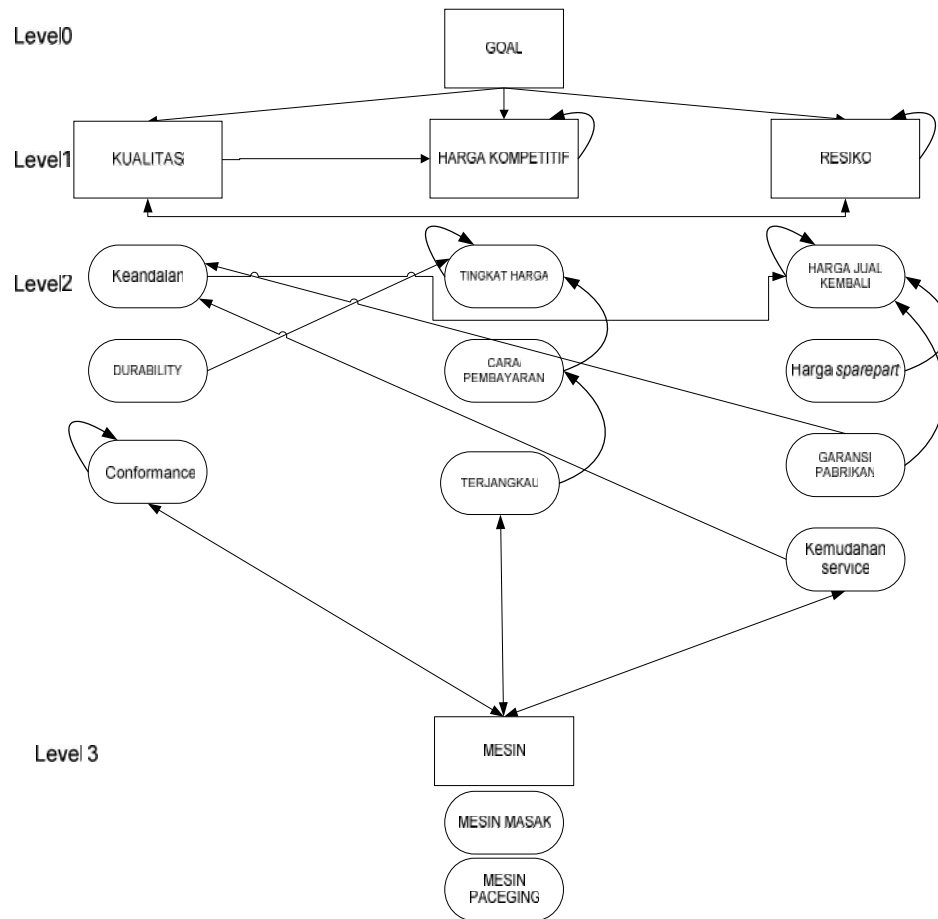 Level0
GOAL
Level1
KUALITAS
HARGA KOMPETITIF
RESIKO
Level2
Keandalan
TINGKAT HARGA
HARGA JUAL
KEMBALI
DURABILITY
CARA
PEMBAYARAN
Harga sparepart
Conformance
TERJANGKAU
GARANSI
PABRIKAN
Kemudahan
service
Level 3
MESIN
MESIN MASAK
MESIN
PACEGING